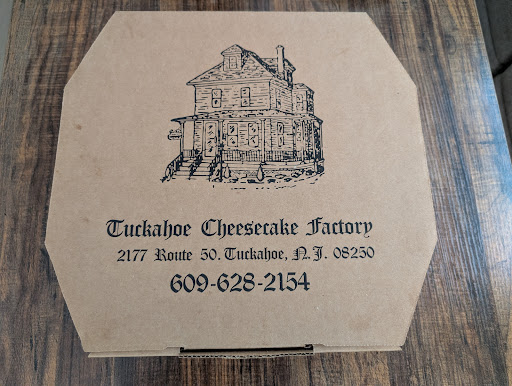 Tuckahoe Cheesecake Factory
2177 Route 50. Tuckahoe, N.J. 08250
609-628-2154